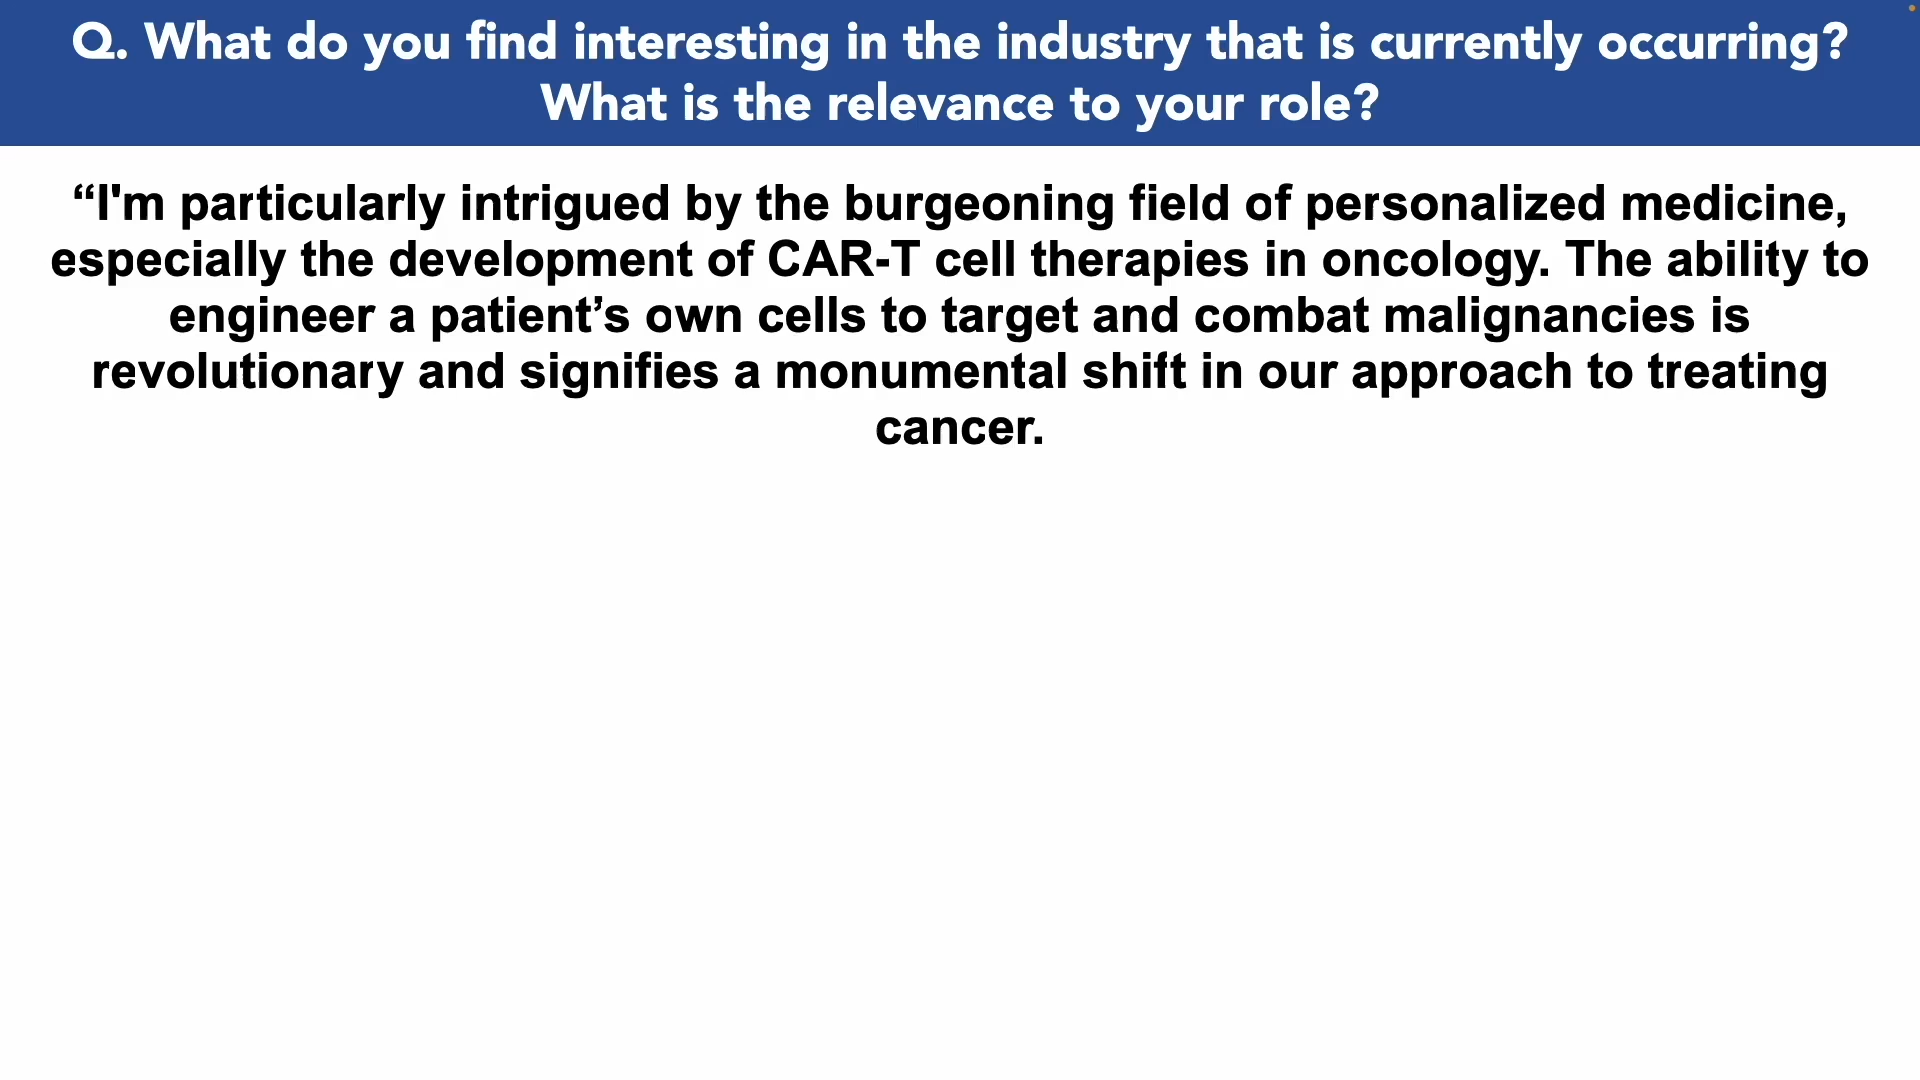 Q. What do you find interesting in the industry that is currently occurring?
What is the relevance to your role?
“I'm particularly intrigued by the burgeoning field of personalized medicine,
especially the development of CAR-T cell therapies in oncology. The ability to
engineer a patient’s own cells to target and combat malignancies is
revolutionary and signifies a monumental shift in our approach to treating
cancer.